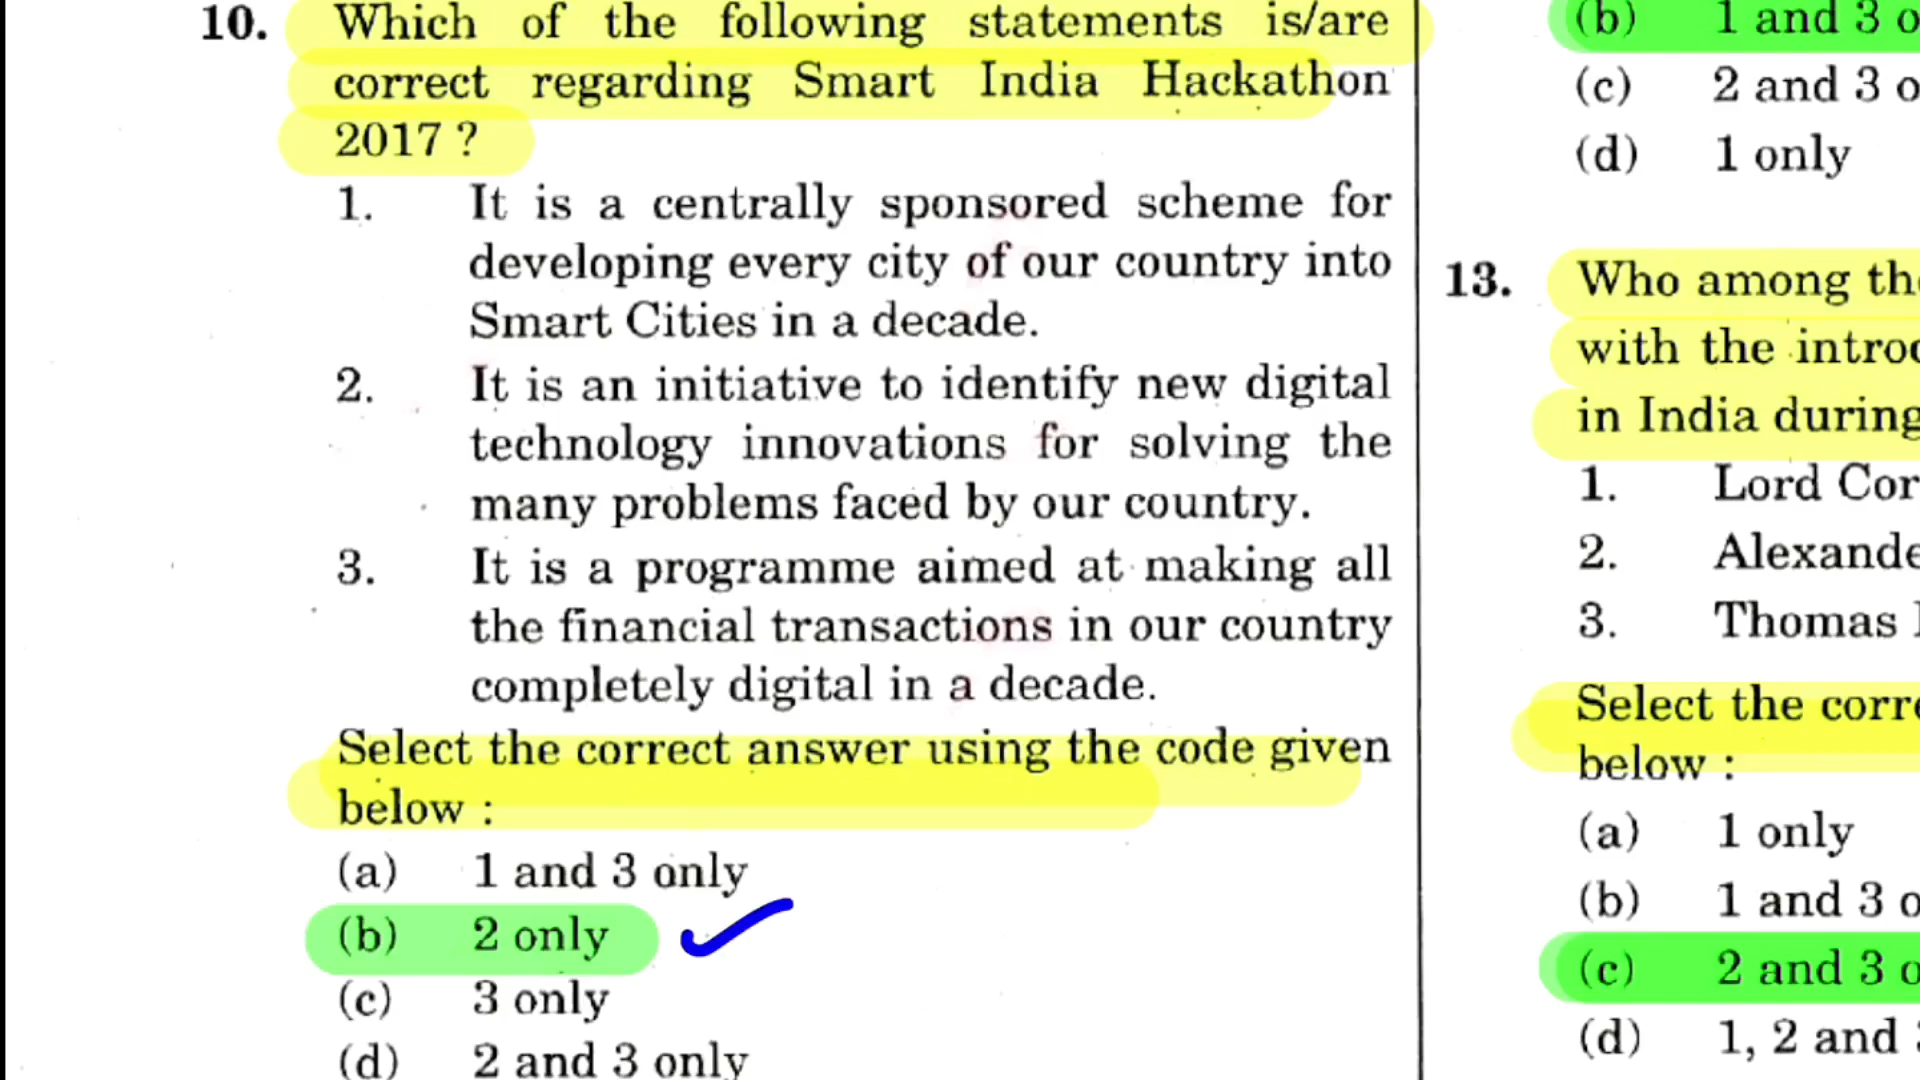 10. Which of the following statements is/are
correct regarding Smart India Hackathon
2017 ?
1. It is a centrally sponsored scheme for
developing every city of our country into
Smart Cities in a decade.
2. It is an initiative to identify new digital
technology innovations for solving the
many problems faced by our country.
3. It is a programme aimed at making all
the financial transactions in our country
completely digital in a decade.
Select the correct answer using the code given
below :
(a) 1 and 3 only
(b) 2 only
(c) 3 only
(d) 2 and 3 only
(b) 1 and 3
(c) 2 and 3
(d) 1 only
13. Who among
with the
in India during
1. Lord
2.
3. Thomas
Select the
below :
(a) 1 only
(b) 1 and 3
(c) 2 and 3
(d) 1, 2 and